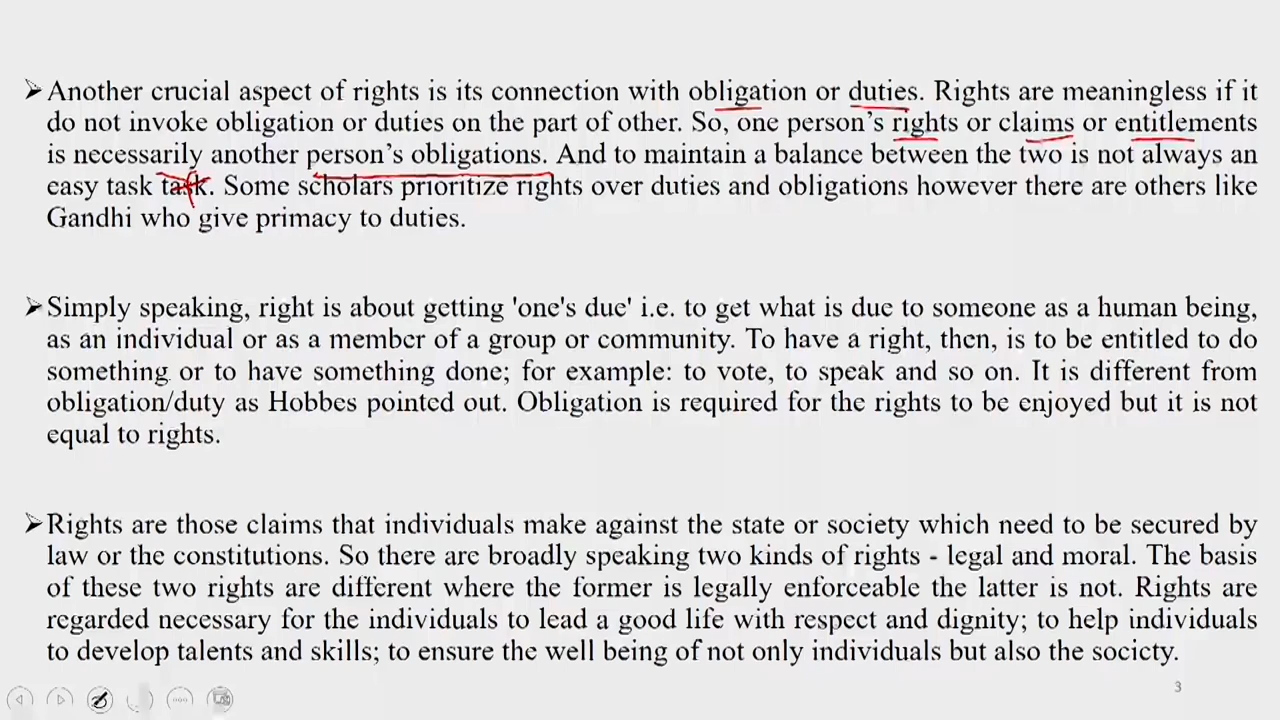 ➢Another crucial aspect of rights is its connection with obligation or duties. Rights are meaningless if it
do not invoke obligation or duties on the part of other. So, one person's rights or claims or entitlements
is necessarily another person's obligations. And to maintain a balance between the two is not always an
easy task task. Some scholars prioritize rights over duties and obligations however there are others like
Gandhi who give primacy to duties.
➢Simply speaking, right is about getting 'one's due' i.e. to get what is due to someone as a human being,
as an individual or as a member of a group or community. To have a right, then, is to be entitled to do
something or to have something done; for example: to vote, to speak and so on. It is different from
obligation/duty as Hobbes pointed out. Obligation is required for the rights to be enjoyed but it is not
equal to rights.
➢Rights are those claims that individuals make against the state or society which need to be secured by
law or the constitutions. So there are broadly speaking two kinds of rights - legal and moral. The basis
of these two rights are different where the former is legally enforceable the latter is not. Rights are
regarded necessary for the individuals to lead a good life with respect and dignity; to help individuals
to develop talents and skills; to ensure the well being of not only individuals but also the society.
3